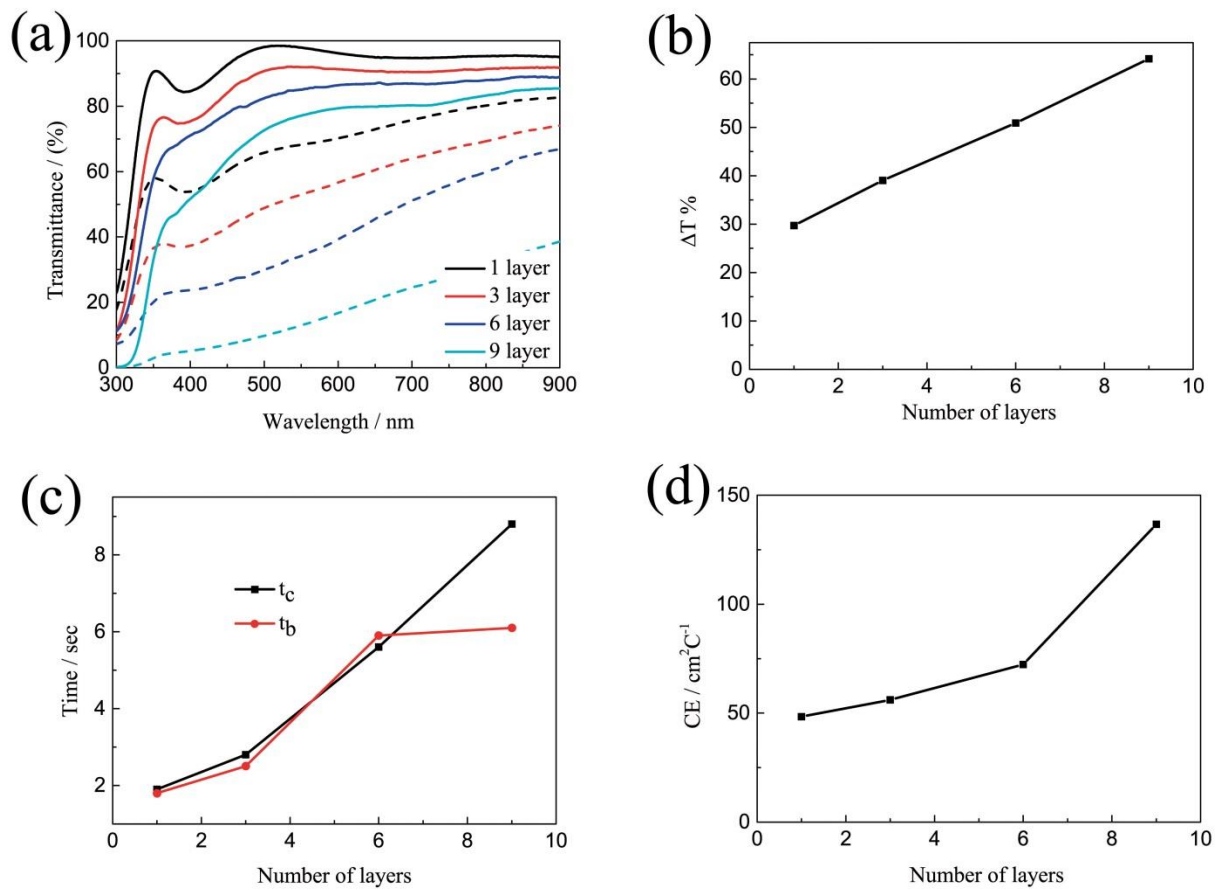 (a)
100
80
60
40
20
0
Transmittance / (%)
300 400 500 600 700 800 900
Wavelength / nm
1 layer
3 layer
6 layer
9 layer
(b)
60
50
40
30
20
10
0
ΔT %
0 2 4 6 8 10
Number of layers
(c)
8
6
4
2
Time / sec
t_c
t_b
0 2 4 6 8 10
Number of layers
(d)
150
100
50
0
CE / cm²C⁻¹
0 2 4 6 8 10
Number of layers